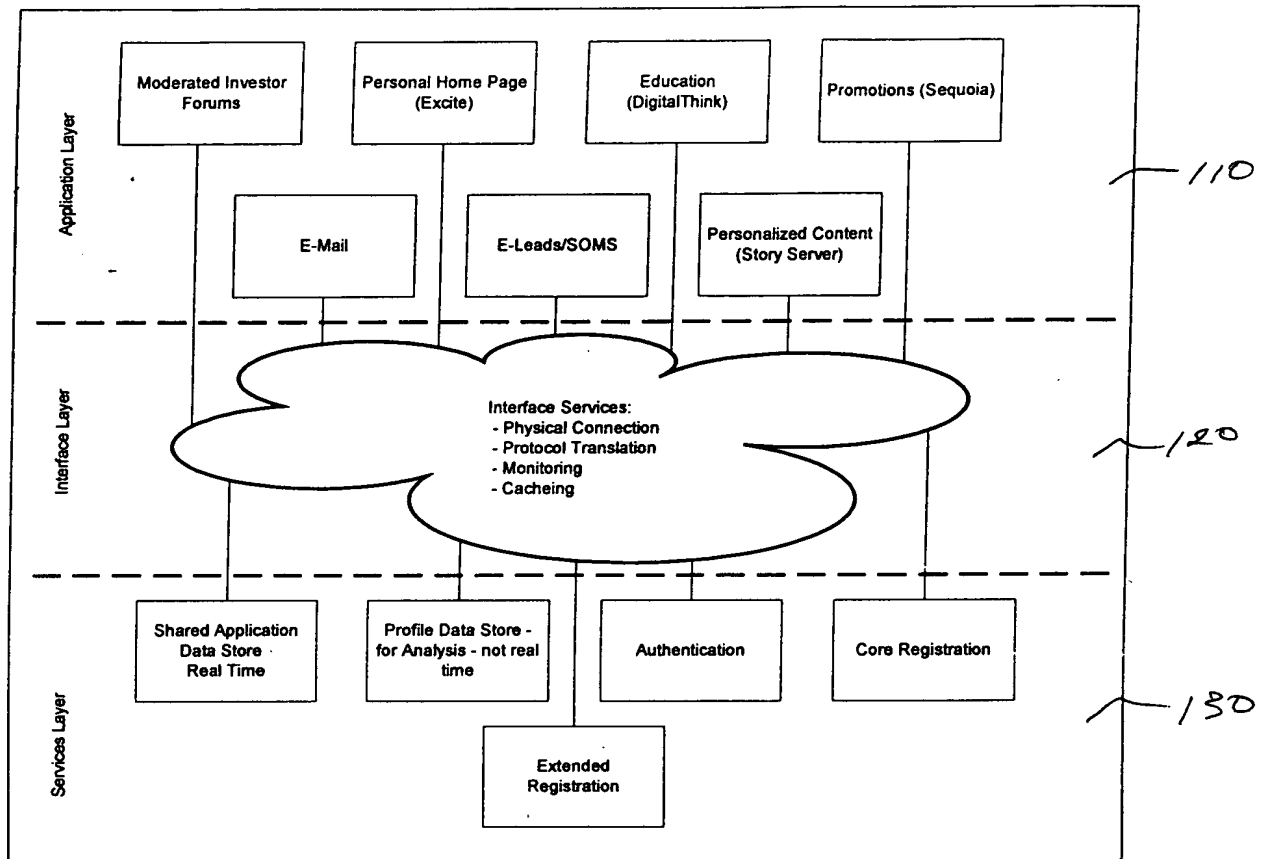 Moderated Investor
Forums
Personal Home Page
(Excite)
Education
(DigitalThink)
Promotions (Sequoia)
Application Layer
110
E-Mail
E-Leads/SOMS
Personalized Content
(Story Server)
Interface Layer
Interface Services:
- Physical Connection
- Protocol Translation
- Monitoring
- Cacheing
120
Shared Application
Data Store -
Real Time
Profile Data Store -
for Analysis - not real
time
Authentication
Core Registration
Services Layer
130
Extended
Registration